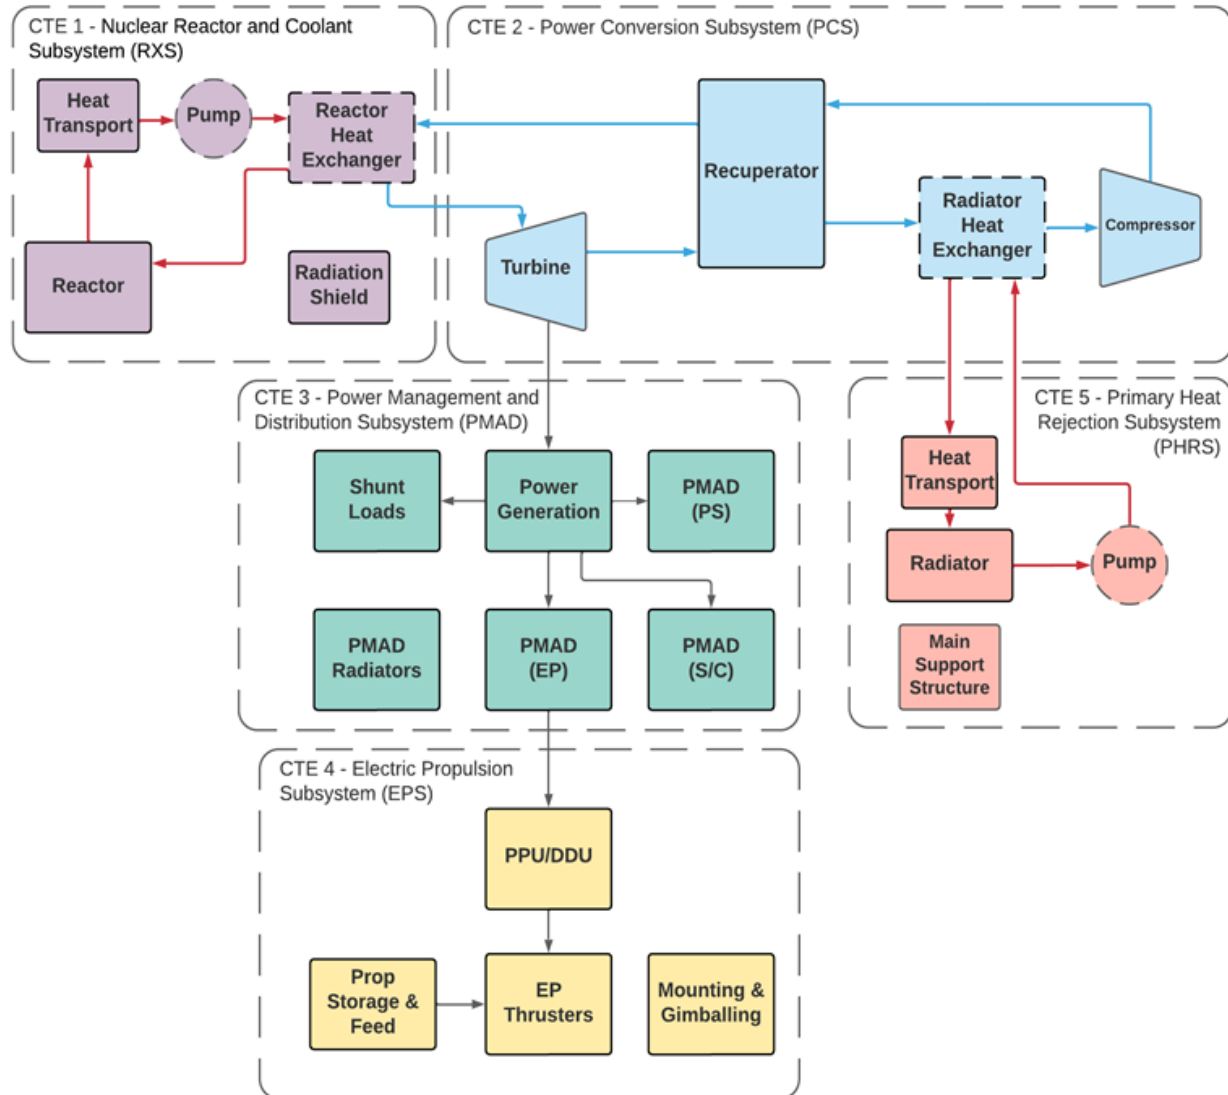 CTE 1 - Nuclear Reactor and Coolant
Subsystem (RXS)
Heat
Transport
Pump
Reactor
Heat
Exchanger
Reactor
Radiation
Shield
CTE 2 - Power Conversion Subsystem (PCS)
Recuperator
Turbine
Radiator
Heat
Exchanger
Compressor
CTE 3 - Power Management and
Distribution Subsystem (PMAD)
Shunt
Loads
Power
Generation
PMAD
(PS)
PMAD
Radiators
PMAD
(EP)
PMAD
(S/C)
CTE 5 - Primary Heat
Rejection Subsystem
(PHRS)
Heat
Transport
Radiator
Pump
Main
Support
Structure
CTE 4 - Electric Propulsion
Subsystem (EPS)
PPU/DDU
Prop
Storage &
Feed
EP
Thrusters
Mounting &
Gimballing